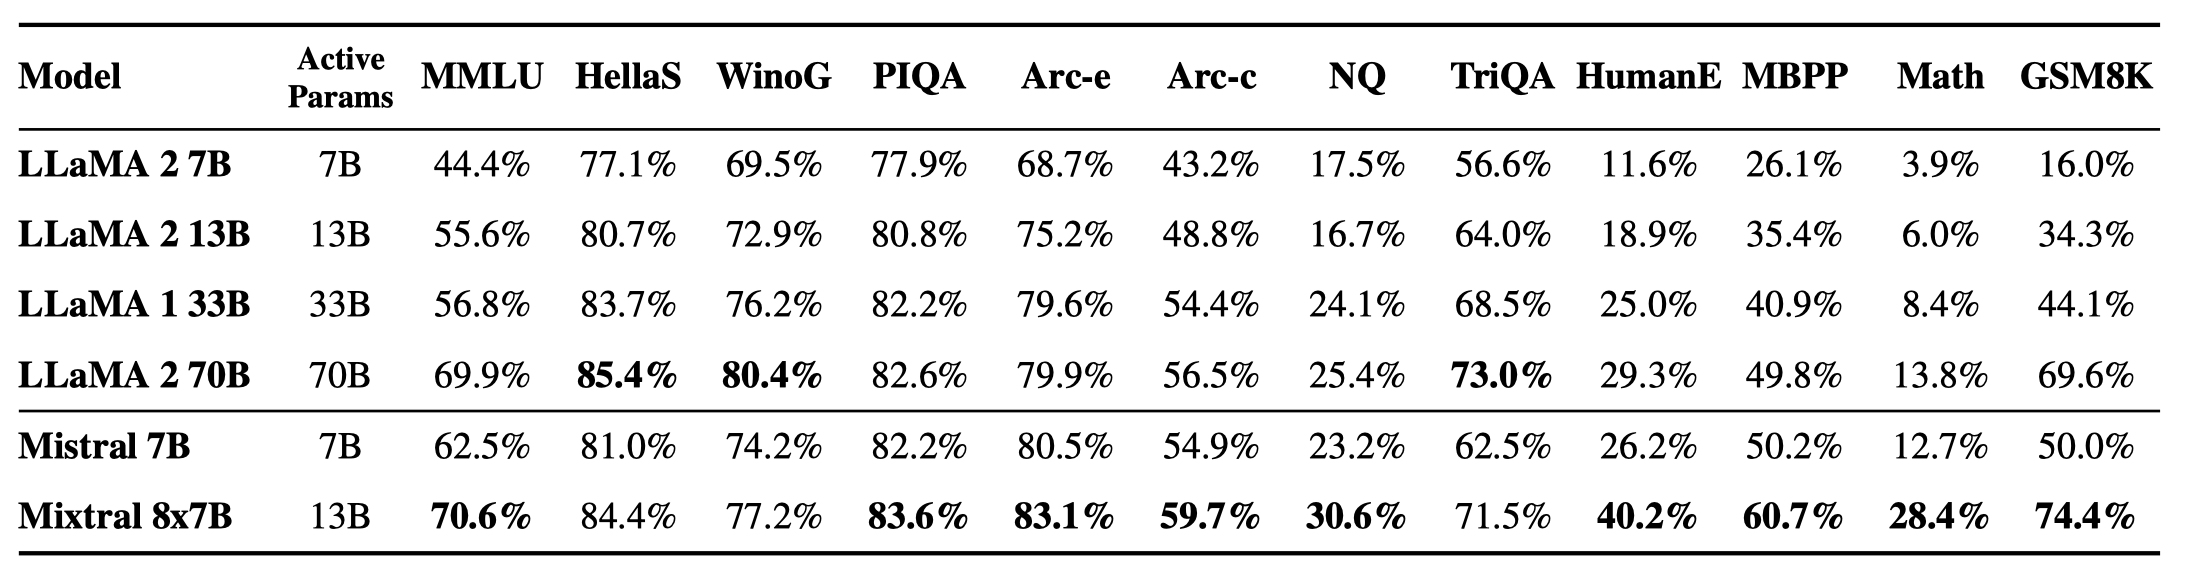 Model Active Params MMLU HellaS WinoG PIQA Arc-e Arc-c NQ TriQA HumanE MBPP Math GSM8K
LLaMA 2 7B 7B 44.4% 77.1% 69.5% 77.9% 68.7% 43.2% 17.5% 56.6% 11.6% 26.1% 3.9% 16.0%
LLaMA 2 13B 13B 55.6% 80.7% 72.9% 80.8% 75.2% 48.8% 16.7% 64.0% 18.9% 35.4% 6.0% 34.3%
LLaMA 1 33B 33B 56.8% 83.7% 76.2% 82.2% 79.6% 54.4% 24.1% 68.5% 25.0% 40.9% 8.4% 44.1%
LLaMA 2 70B 70B 69.9% 85.4% 80.4% 82.6% 79.9% 56.5% 25.4% 73.0% 29.3% 49.8% 13.8% 69.6%
Mistral 7B 7B 62.5% 81.0% 74.2% 82.2% 80.5% 54.9% 23.2% 62.5% 26.2% 50.2% 12.7% 50.0%
Mixtral 8x7B 13B 70.6% 84.4% 77.2% 83.6% 83.1% 59.7% 30.6% 71.5% 40.2% 60.7% 28.4% 74.4%